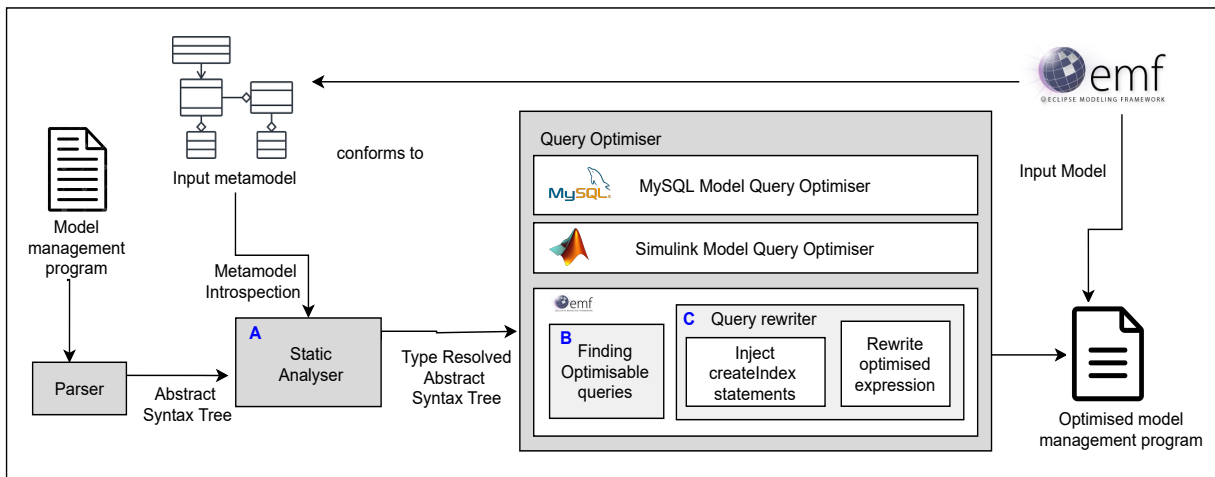 emf
ECLIPSE MODELING FRAMEWORK
Input metamodel
conforms to
Input Model
Model
management
program
Metamodel
Introspection
Query Optimiser
MySQL
MySQL Model Query Optimiser
Simulink Model Query Optimiser
emf
A
Static
Analyser
Parser
Abstract
Syntax Tree
Type Resolved
Abstract
Syntax Tree
B
Finding
Optimisable
queries
C
Query rewriter
Inject
createIndex
statements
Rewrite
optimised
expression
Optimised model
management program